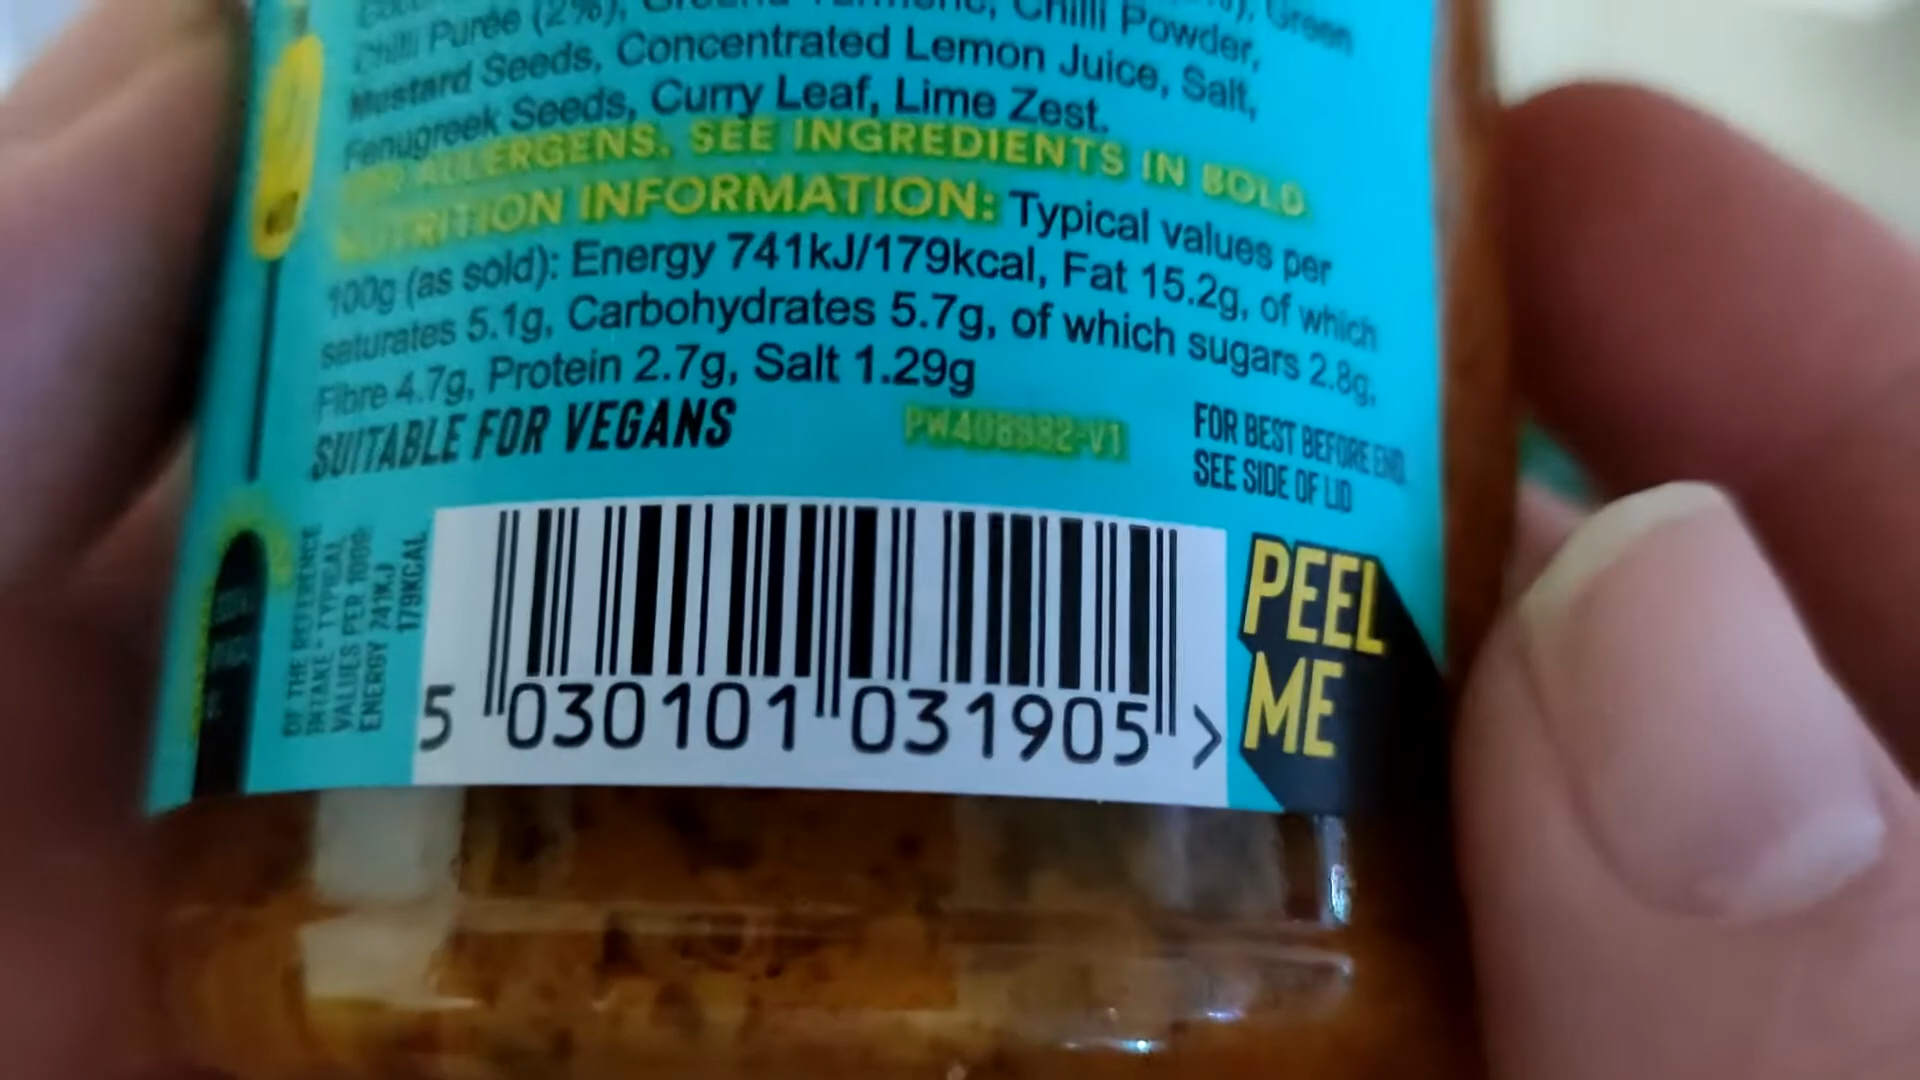 Green
Chilli Purée (2%), Ground Turmeric, Chilli Powder,
Mustard Seeds, Concentrated Lemon Juice, Salt,
Fenugreek Seeds, Curry Leaf, Lime Zest.
ALLERGENS, SEE INGREDIENTS IN BOLD
NUTRITION INFORMATION: Typical values per
100g (as sold): Energy 741kJ/179kcal, Fat 15.2g, of which
saturates 5.1g, Carbohydrates 5.7g, of which sugars 2.8g,
Fibre 4.7g, Protein 2.7g, Salt 1.29g
SUITABLE FOR VEGANS
PW408982-V1
FOR BEST BEFORE END
SEE SIDE OF LID
OF THE REFERENCE
INTAKE* TYPICAL
VALUES PER 100g:
ENERGY 741KJ
179KCAL
5 030101 031905 >
PEEL
ME
HOT